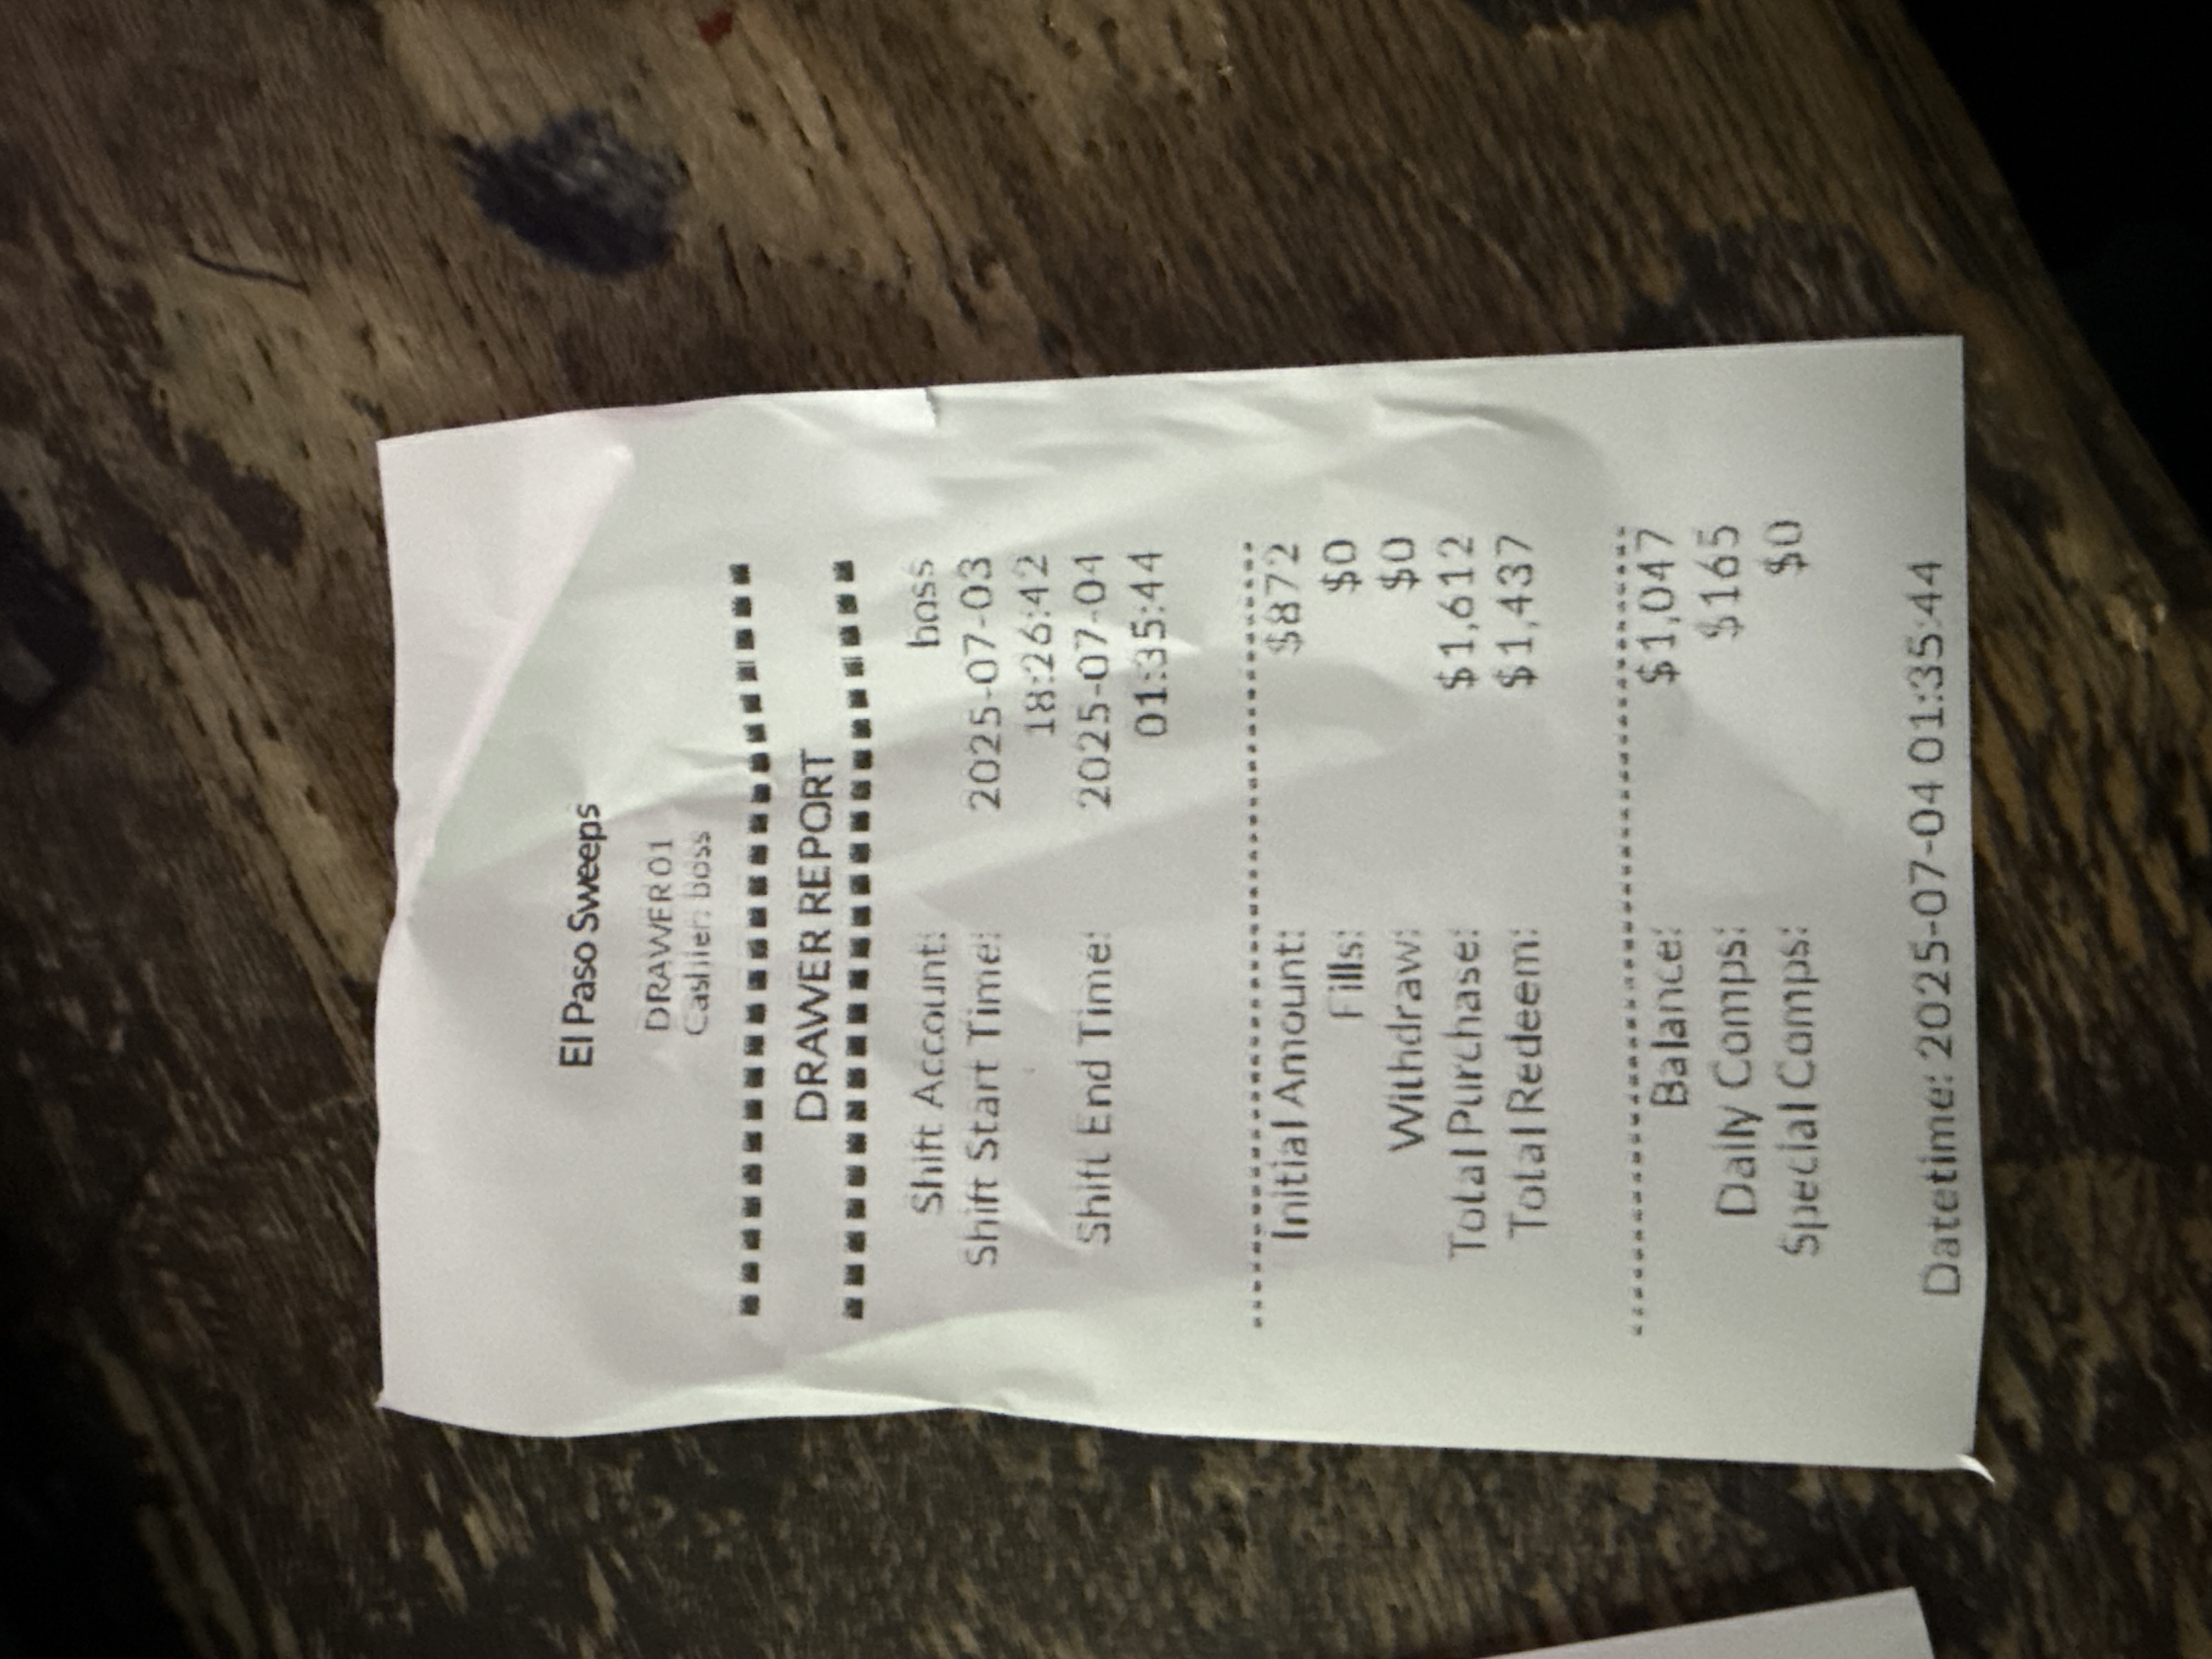 El Paso Sweeps
DRAWER 01
Cashier: boss
DRAWER REPORT
Shift Account: boss
Shift Start Time: 2025-07-03
18:26:42
Shift End Time: 2025-07-04
01:35:44
Initial Amount: $872
Fills: $0
Withdraw: $0
Total Purchase: $1,612
Total Redeem: $1,437
Balance: $1,047
Daily Comps: $165
Special Comps: $0
Datetime: 2025-07-04 01:35:44